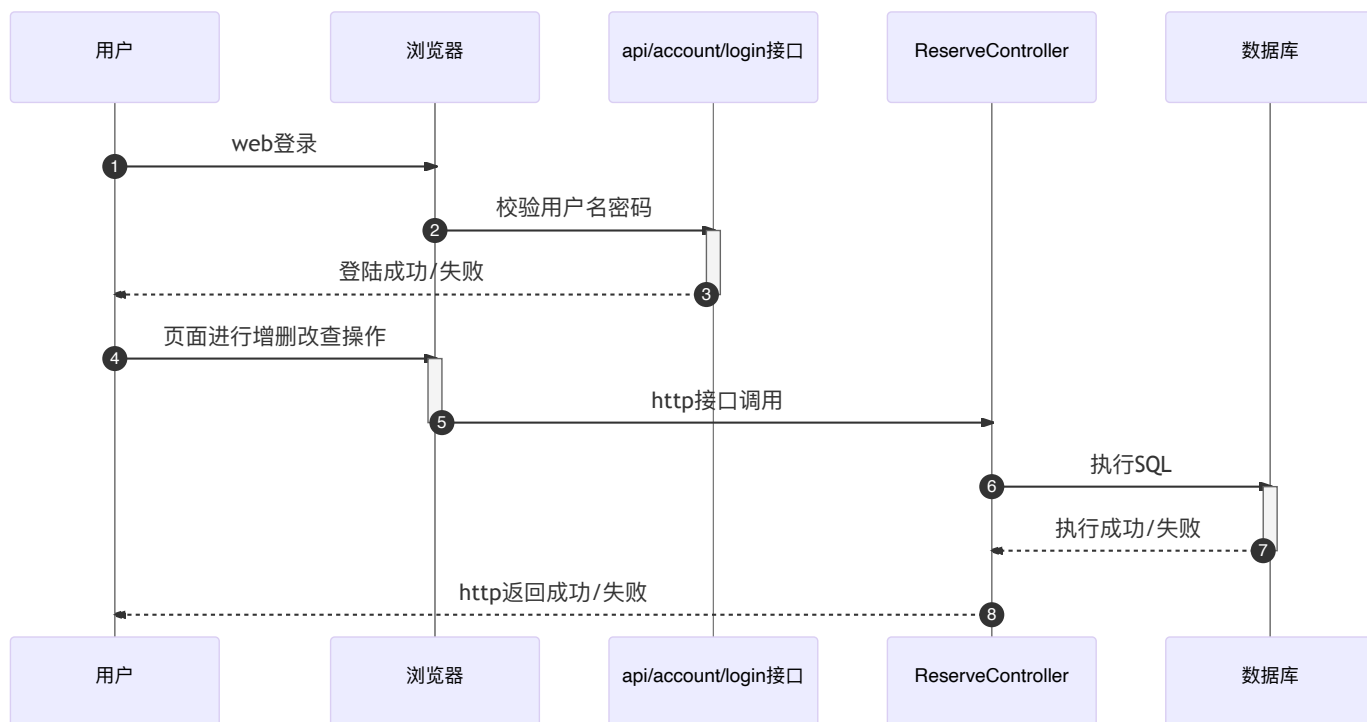 用户
浏览器
api/account/login接口
ReserveController
数据库
web登录
1
校验用户名密码
2
登陆成功/失败
3
页面进行增删改查操作
4
http接口调用
5
执行SQL
6
执行成功/失败
7
http返回成功/失败
8
用户
浏览器
api/account/login接口
ReserveController
数据库